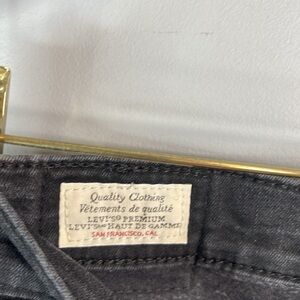 Quality Clothing
Vêtements de qualité
LEVI'S® PREMIUM
LEVI'S HAUT DE GAMME
SAN FRANCISCO, CAL